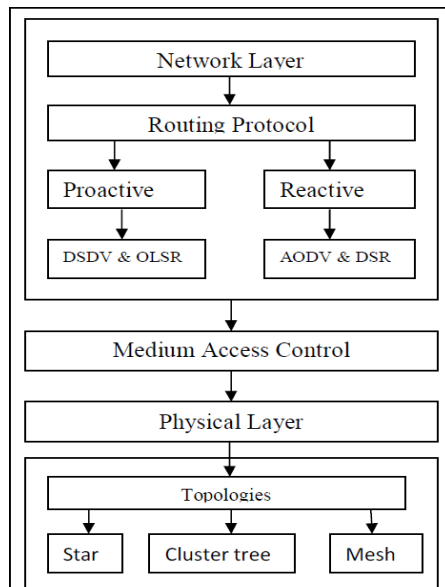 Network Layer
Routing Protocol
Proactive
Reactive
DSDV & OLSR
AODV & DSR
Medium Access Control
Physical Layer
Topologies
Star
Cluster tree
Mesh